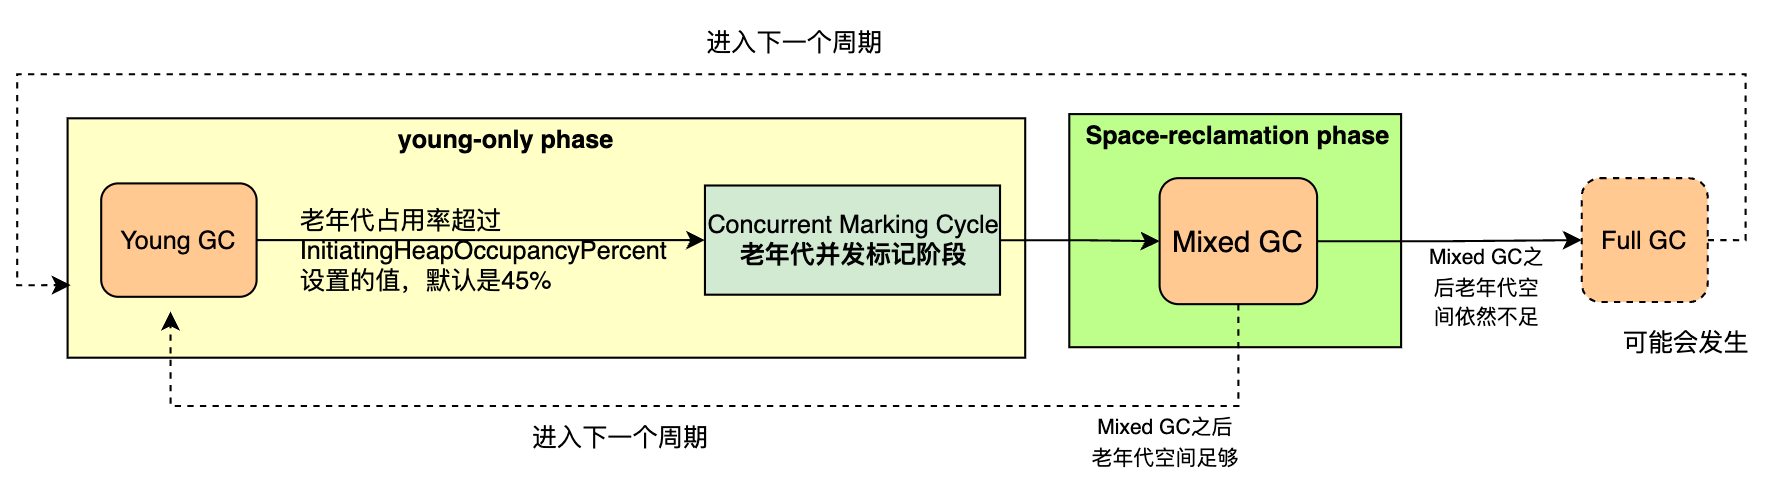 进入下一个周期
young-only phase
Space-reclamation phase
Young GC
老年代占用率超过
InitiatingHeapOccupancyPercent
设置的值，默认是45%
Concurrent Marking Cycle
老年代并发标记阶段
Mixed GC
Mixed GC之
后老年代空
间依然不足
Full GC
可能会发生
进入下一个周期
Mixed GC之后
老年代空间足够